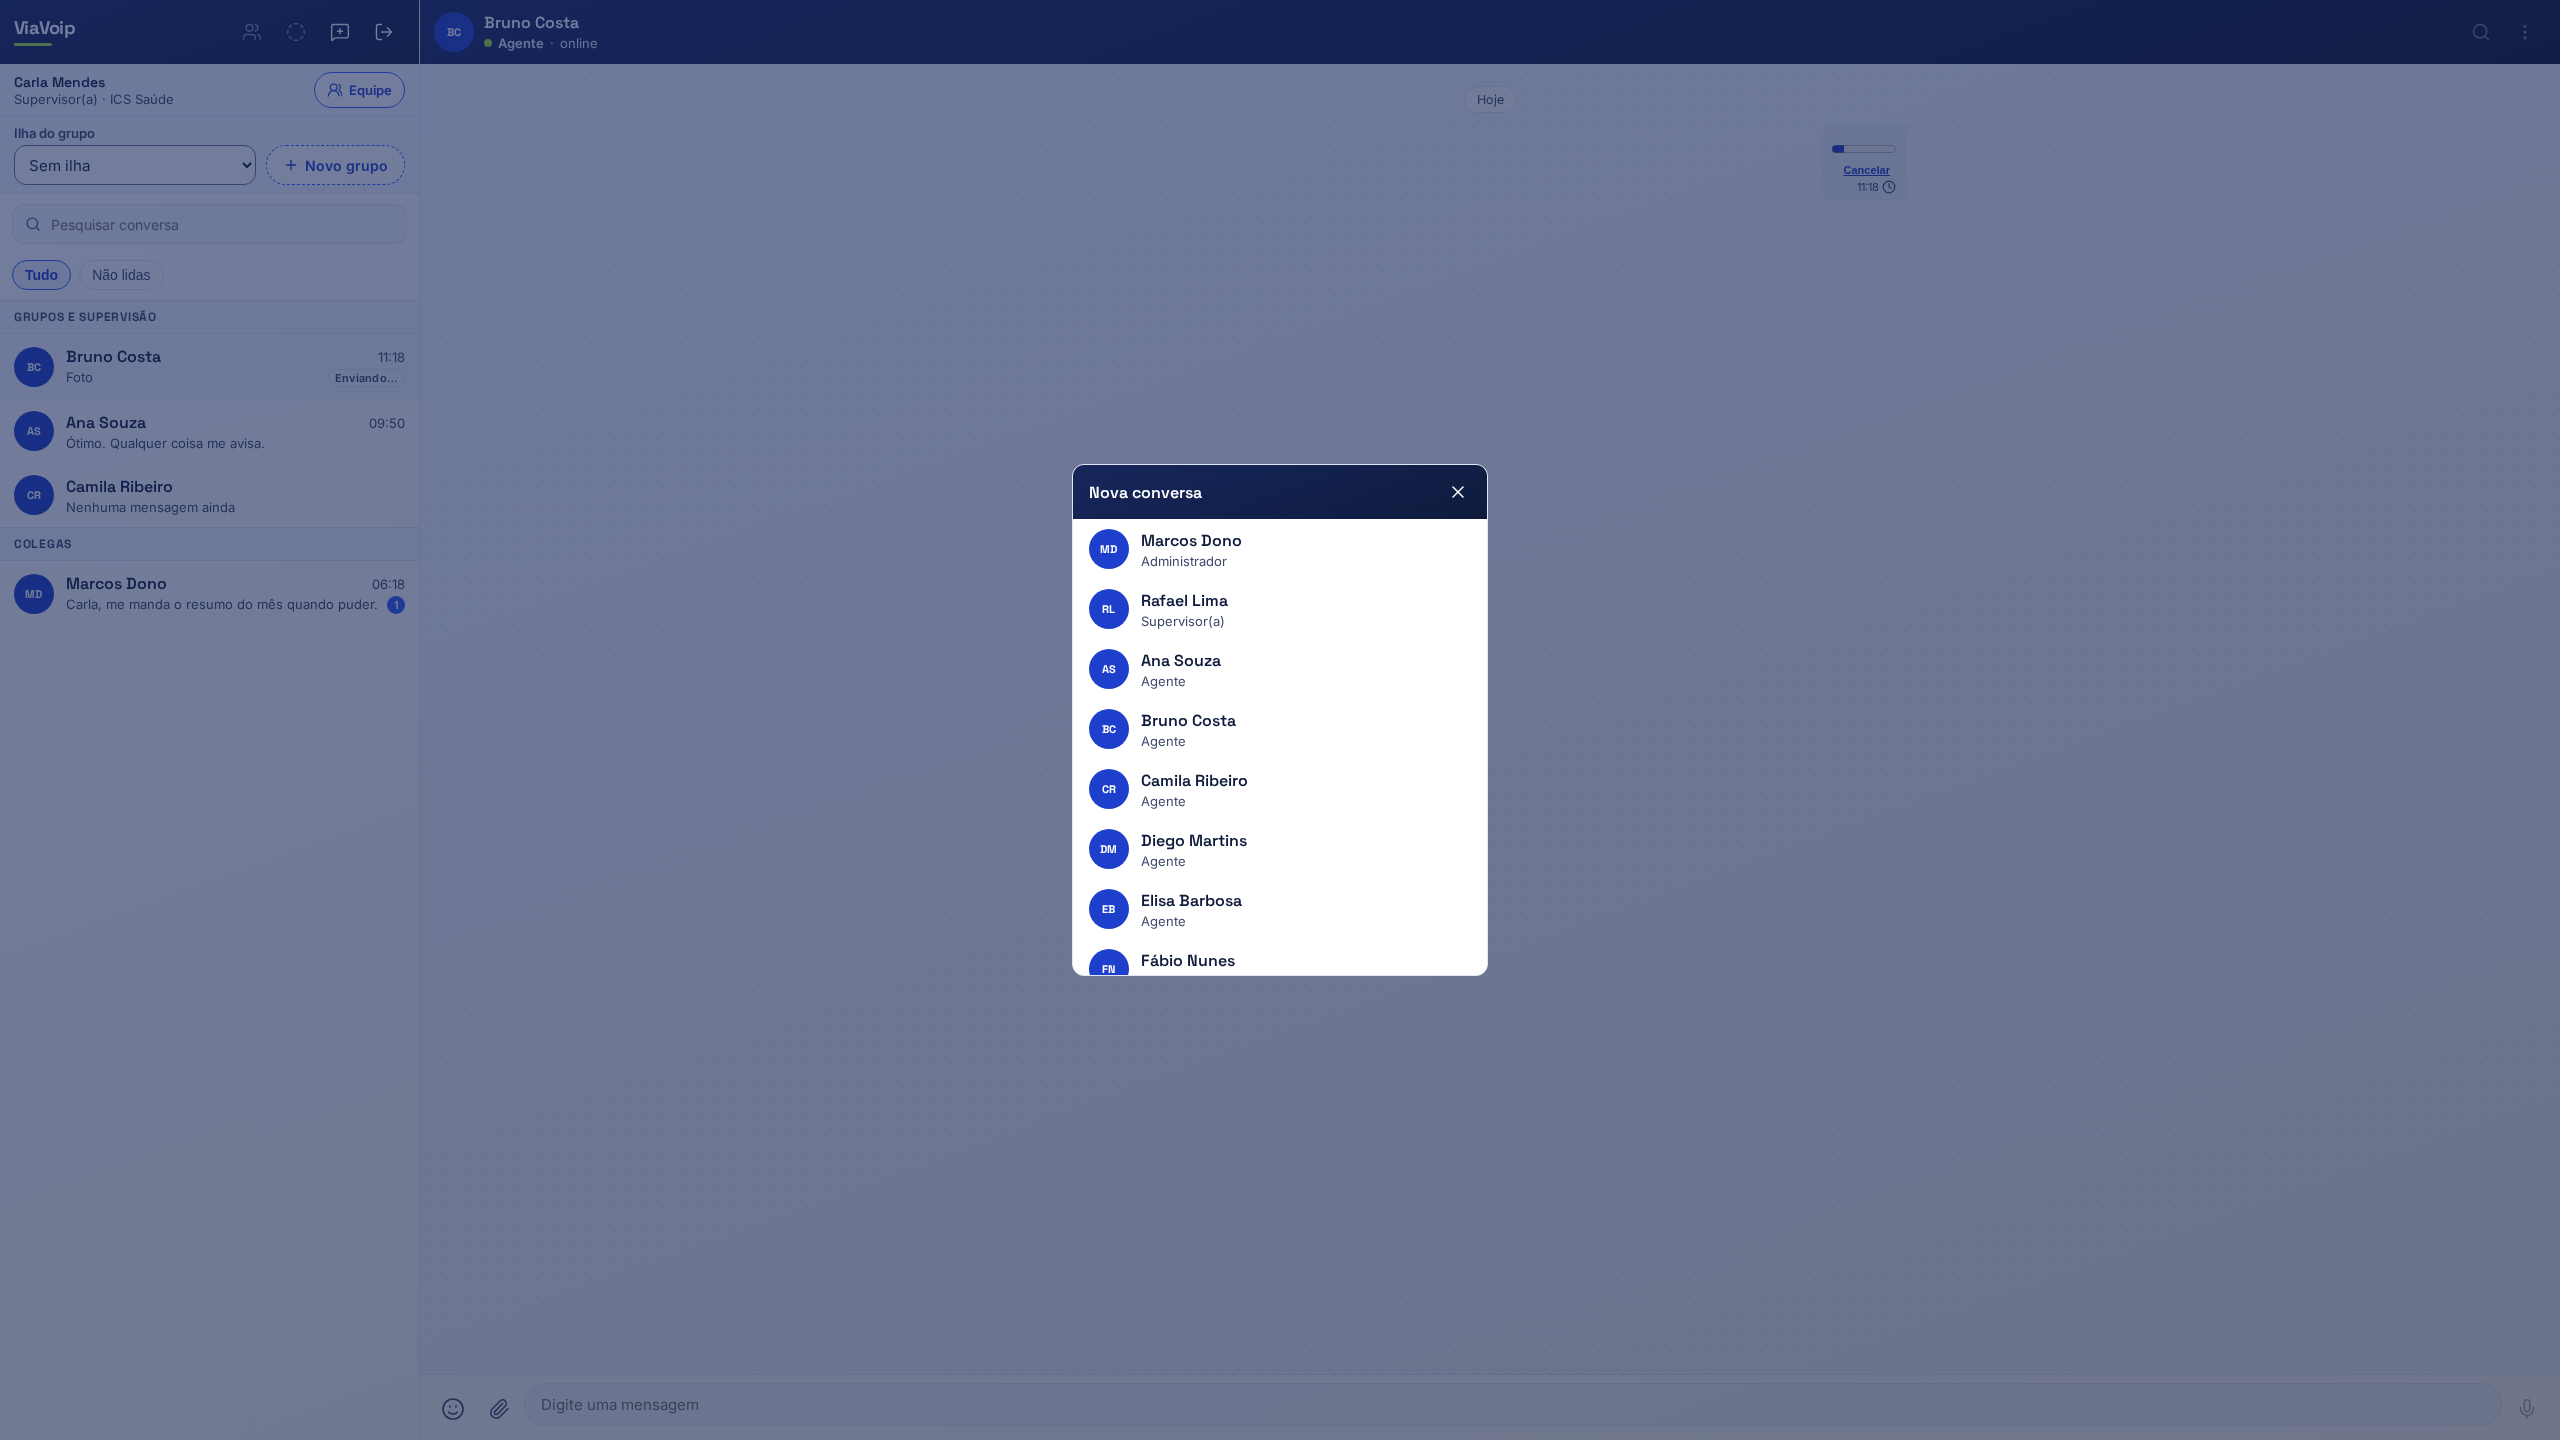 ViaVoip
Carla Mendes
Supervisor(a) · ICS Saúde
Equipe
Ilha do grupo
Sem ilha
Novo grupo
Pesquisar conversa
Tudo
Não lidas
GRUPOS E SUPERVISÃO
BC
Bruno Costa
11:18
Foto
Enviando…
AS
Ana Souza
09:50
Ótimo. Qualquer coisa me avisa.
CR
Camila Ribeiro
Nenhuma mensagem ainda
COLEGAS
MD
Marcos Dono
06:18
Carla, me manda o resumo do mês quando puder.
1
BC
Bruno Costa
Agente · online
Hoje
Cancelar
11:18
Nova conversa
MD
Marcos Dono
Administrador
RL
Rafael Lima
Supervisor(a)
AS
Ana Souza
Agente
BC
Bruno Costa
Agente
CR
Camila Ribeiro
Agente
DM
Diego Martins
Agente
EB
Elisa Barbosa
Agente
FN
Fábio Nunes
Digite uma mensagem